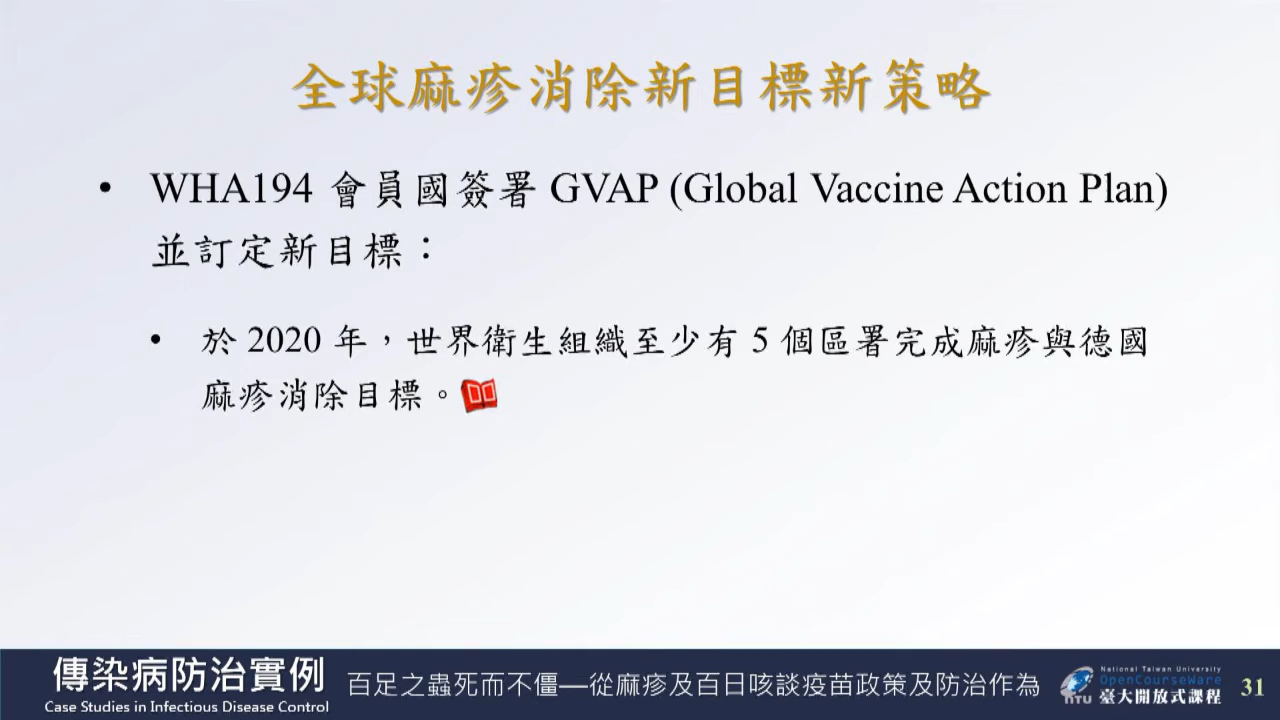 全球麻疹消除新目標新策略
• WHA194 會員國簽署 GVAP (Global Vaccine Action Plan)
並訂定新目標：
• 於 2020 年，世界衛生組織至少有 5 個區署完成麻疹與德國
麻疹消除目標。
傳染病防治實例
Case Studies in Infectious Disease Control
百足之蟲死而不僵—從麻疹及百日咳談疫苗政策及防治作為
National Taiwan University
OpenCourseWare
NTU 臺大開放式課程
31